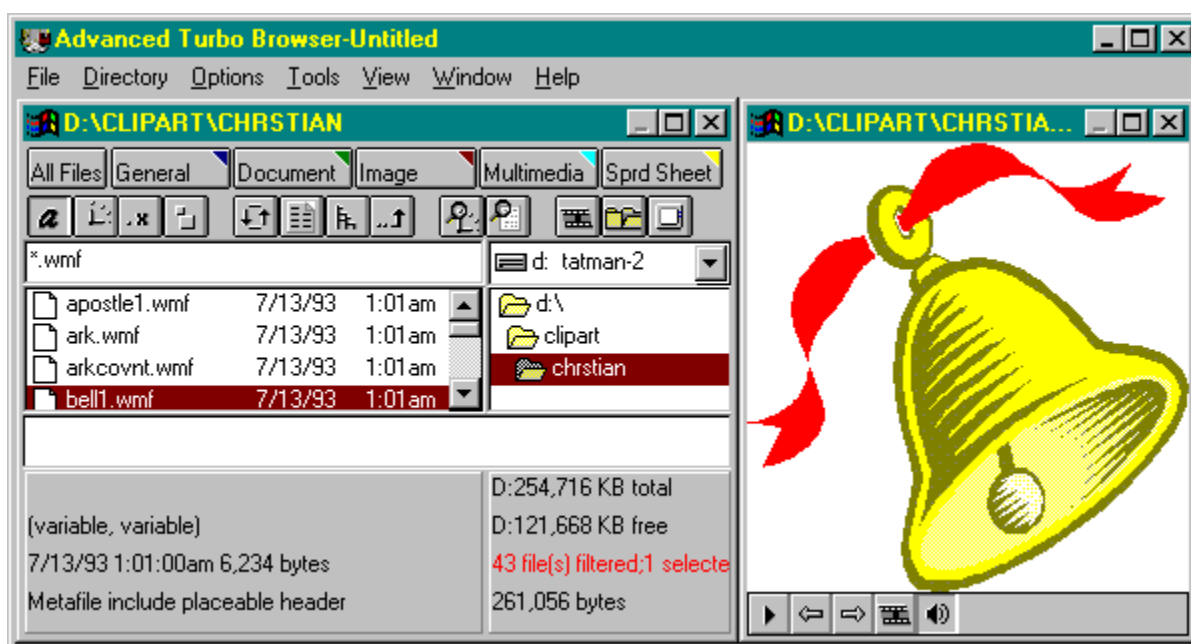 Advanced Turbo Browser-Untitled
File Directory Options Tools View Window Help
D:\CLIPART\CHRSTIAN
All Files General Document Image Multimedia Sprd Sheet
a .x ..
*.wmf
d: tatman-2
apostle1.wmf 7/13/93 1:01am
ark.wmf 7/13/93 1:01am
arkcovnt.wmf 7/13/93 1:01am
bell1.wmf 7/13/93 1:01am
d:\
clipart
chrstian
(variable, variable)
7/13/93 1:01:00am 6,234 bytes
Metafile include placeable header
D:254,716 KB total
D:121,668 KB free
43 file(s) filtered;1 selecte
261,056 bytes
D:\CLIPART\CHRSTIA...